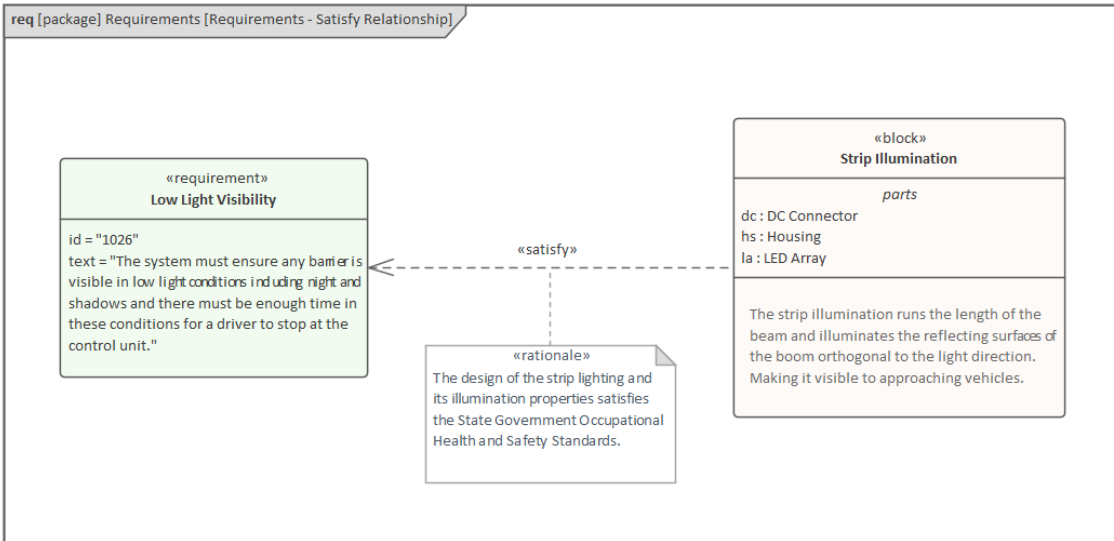 req [package] Requirements [Requirements - Satisfy Relationship]
«requirement»
Low Light Visibility
id = "1026"
text = "The system must ensure any barrier is
visible in low light conditions including night and
shadows and there must be enough time in
these conditions for a driver to stop at the
control unit."
«satisfy»
«rationale»
The design of the strip lighting and
its illumination properties satisfies
the State Government Occupational
Health and Safety Standards.
«block»
Strip Illumination
parts
dc : DC Connector
hs : Housing
la : LED Array
The strip illumination runs the length of the
beam and illuminates the reflecting surfaces of
the boom orthogonal to the light direction.
Making it visible to approaching vehicles.